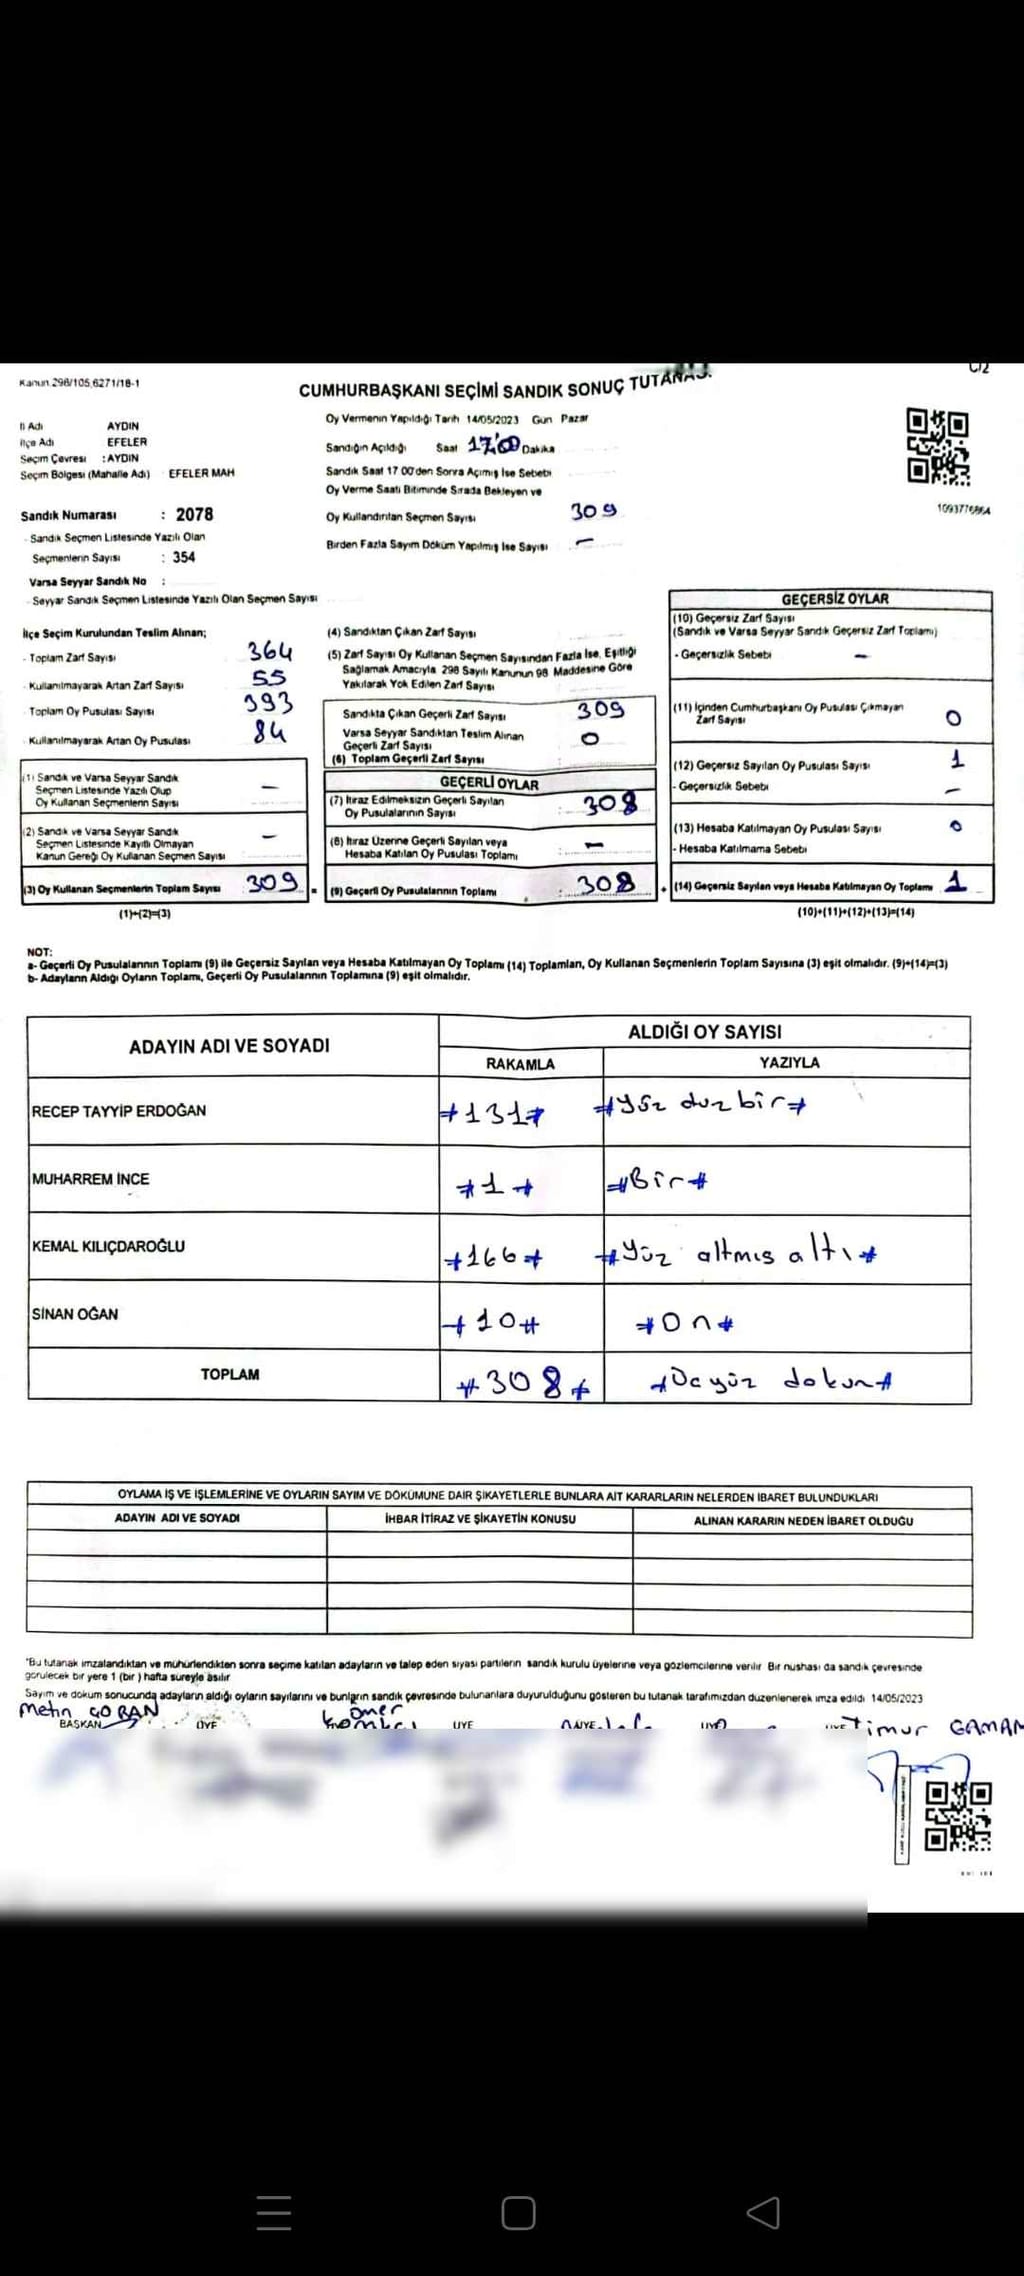 Kanun 298/105,6271/18-1
C/2
CUMHURBAŞKANI SEÇİMİ SANDIK SONUÇ TUTANAĞI
İl Adı AYDIN
İlçe Adı EFELER
Seçim Çevresi : AYDIN
Seçim Bölgesi (Mahalle Adı) EFELER MAH
Sandık Numarası : 2078
- Sandık Seçmen Listesinde Yazılı Olan
Seçmenlerin Sayısı : 354
Varsa Seyyar Sandık No :
- Seyyar Sandık Seçmen Listesinde Yazılı Olan Seçmen Sayısı
Oy Vermenin Yapıldığı Tarih 14/05/2023 Gün Pazar
Sandığın Açıldığı Saat 17:00 Dakika
Sandık Saat 17 00'den Sonra Açımış İse Sebebi
Oy Verme Saati Bitiminde Sırada Bekleyen ve
Oy Kullandırılan Seçmen Sayısı 309
Birden Fazla Sayım Döküm Yapılmış İse Sayısı —
1093776864
İlçe Seçim Kurulundan Teslim Alınan;
- Toplam Zarf Sayısı 364
- Kullanılmayarak Artan Zarf Sayısı 55
- Toplam Oy Pusulası Sayısı 393
- Kullanılmayarak Artan Oy Pusulası 84
(1) Sandık ve Varsa Seyyar Sandık
Seçmen Listesinde Yazılı Olup
Oy Kullanan Seçmenlerin Sayısı —
(2) Sandık ve Varsa Seyyar Sandık
Seçmen Listesinde Kayıtlı Olmayan
Kanun Gereği Oy Kullanan Seçmen Sayısı —
(3) Oy Kullanan Seçmenlerin Toplam Sayısı 309
(1)+(2)=(3)
(4) Sandıktan Çıkan Zarf Sayısı
(5) Zarf Sayısı Oy Kullanan Seçmen Sayısından Fazla İse, Eşitliği
Sağlamak Amacıyla 298 Sayılı Kanunun 98 Maddesine Göre
Yakılarak Yok Edilen Zarf Sayısı
Sandıkta Çıkan Geçerli Zarf Sayısı 309
Varsa Seyyar Sandıktan Teslim Alınan
Geçerli Zarf Sayısı 0
(6) Toplam Geçerli Zarf Sayısı :
GEÇERLİ OYLAR
(7) İtiraz Edilmeksizin Geçerli Sayılan
Oy Pusulalarının Sayısı : 308
(8) İtiraz Üzerine Geçerli Sayılan veya
Hesaba Katılan Oy Pusulası Toplamı : —
(9) Geçerli Oy Pusulalarının Toplamı : 308
GEÇERSİZ OYLAR
(10) Geçersiz Zarf Sayısı
(Sandık ve Varsa Seyyar Sandık Geçersiz Zarf Toplamı)
- Geçersizlik Sebebi —
(11) İçinden Cumhurbaşkanı Oy Pusulası Çıkmayan
Zarf Sayısı 0
(12) Geçersiz Sayılan Oy Pusulası Sayısı 1
- Geçersizlik Sebebi —
(13) Hesaba Katılmayan Oy Pusulası Sayısı 0
- Hesaba Katılmama Sebebi
(14) Geçersiz Sayılan veya Hesaba Katılmayan Oy Toplamı 1
(10)+(11)+(12)+(13)=(14)
NOT:
a- Geçerli Oy Pusulalarının Toplamı (9) ile Geçersiz Sayılan veya Hesaba Katılmayan Oy Toplamı (14) Toplamları, Oy Kullanan Seçmenlerin Toplam Sayısına (3) eşit olmalıdır. (9)+(14)=(3)
b- Adayların Aldığı Oyların Toplamı, Geçerli Oy Pusulalarının Toplamına (9) eşit olmalıdır.
ADAYIN ADI VE SOYADI ALDIĞI OY SAYISI
RAKAMLA YAZIYLA
RECEP TAYYİP ERDOĞAN #131# #Yüz duz bir#
MUHARREM İNCE #1# #Bir#
KEMAL KILIÇDAROĞLU #166# #Yüz altmış altı#
SİNAN OĞAN #10# #On#
TOPLAM #308# #Üçyüz dokuz#
OYLAMA İŞ VE İŞLEMLERİNE VE OYLARIN SAYIM VE DÖKÜMÜNE DAİR ŞİKAYETLERLE BUNLARA AİT KARARLARIN NELERDEN İBARET BULUNDUKLARI
ADAYIN ADI VE SOYADI İHBAR İTİRAZ VE ŞİKAYETİN KONUSU ALINAN KARARIN NEDEN İBARET OLDUĞU
"Bu tutanak imzalandıktan ve mühürlendikten sonra seçime katılan adayların ve talep eden siyasi partilerin sandık kurulu üyelerine veya gözlemcilerine verilir Bir nushası da sandık çevresinde
görülecek bir yere 1 (bir) hafta süreyle asılır
Sayım ve döküm sonucunda adayların aldığı oyların sayılarını ve bunların sandık çevresinde bulunanlara duyurulduğunu gösteren bu tutanak tarafımızdan düzenlenerek imza edildi 14/05/2023
Metin ÇOBAN Ömer Timur
BAŞKAN ÜYE ÜYE